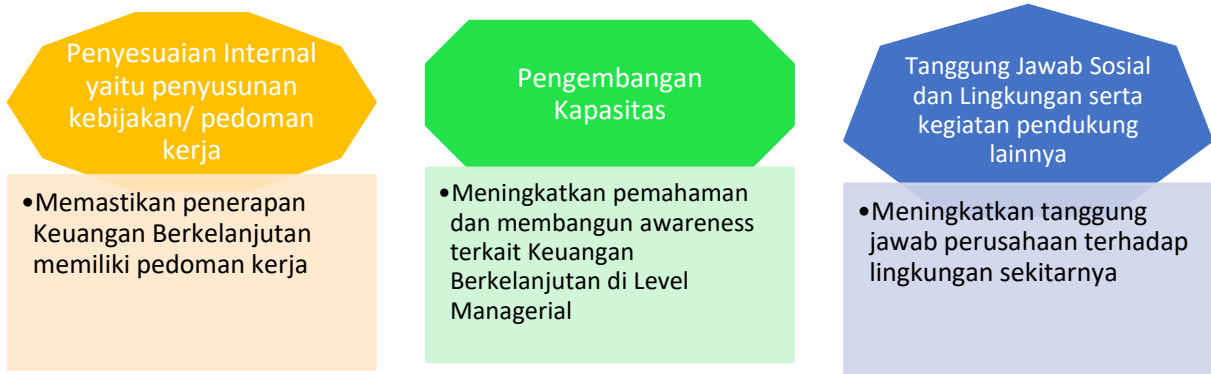 Penyesuaian Internal
yaitu penyusunan
kebijakan/ pedoman
kerja
•Memastikan penerapan
Keuangan Berkelanjutan
memiliki pedoman kerja
Pengembangan
Kapasitas
•Meningkatkan pemahaman
dan membangun awareness
terkait Keuangan
Berkelanjutan di Level
Managerial
Tanggung Jawab Sosial
dan Lingkungan serta
kegiatan pendukung
lainnya
•Meningkatkan tanggung
jawab perusahaan terhadap
lingkungan sekitarnya